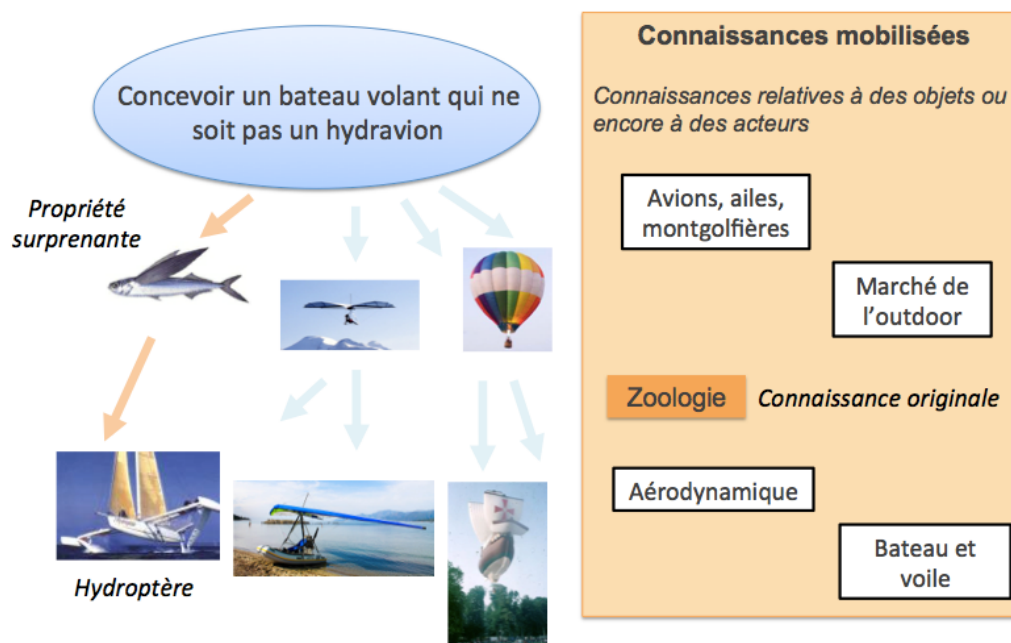 Concevoir un bateau volant qui ne
soit pas un hydravion
Propriété
surprenante
Hydroptère
Connaissances mobilisées
Connaissances relatives à des objets ou
encore à des acteurs
Avions, ailes,
montgolfières
Marché de
l’outdoor
Zoologie
Connaissance originale
Aérodynamique
Bateau et
voile